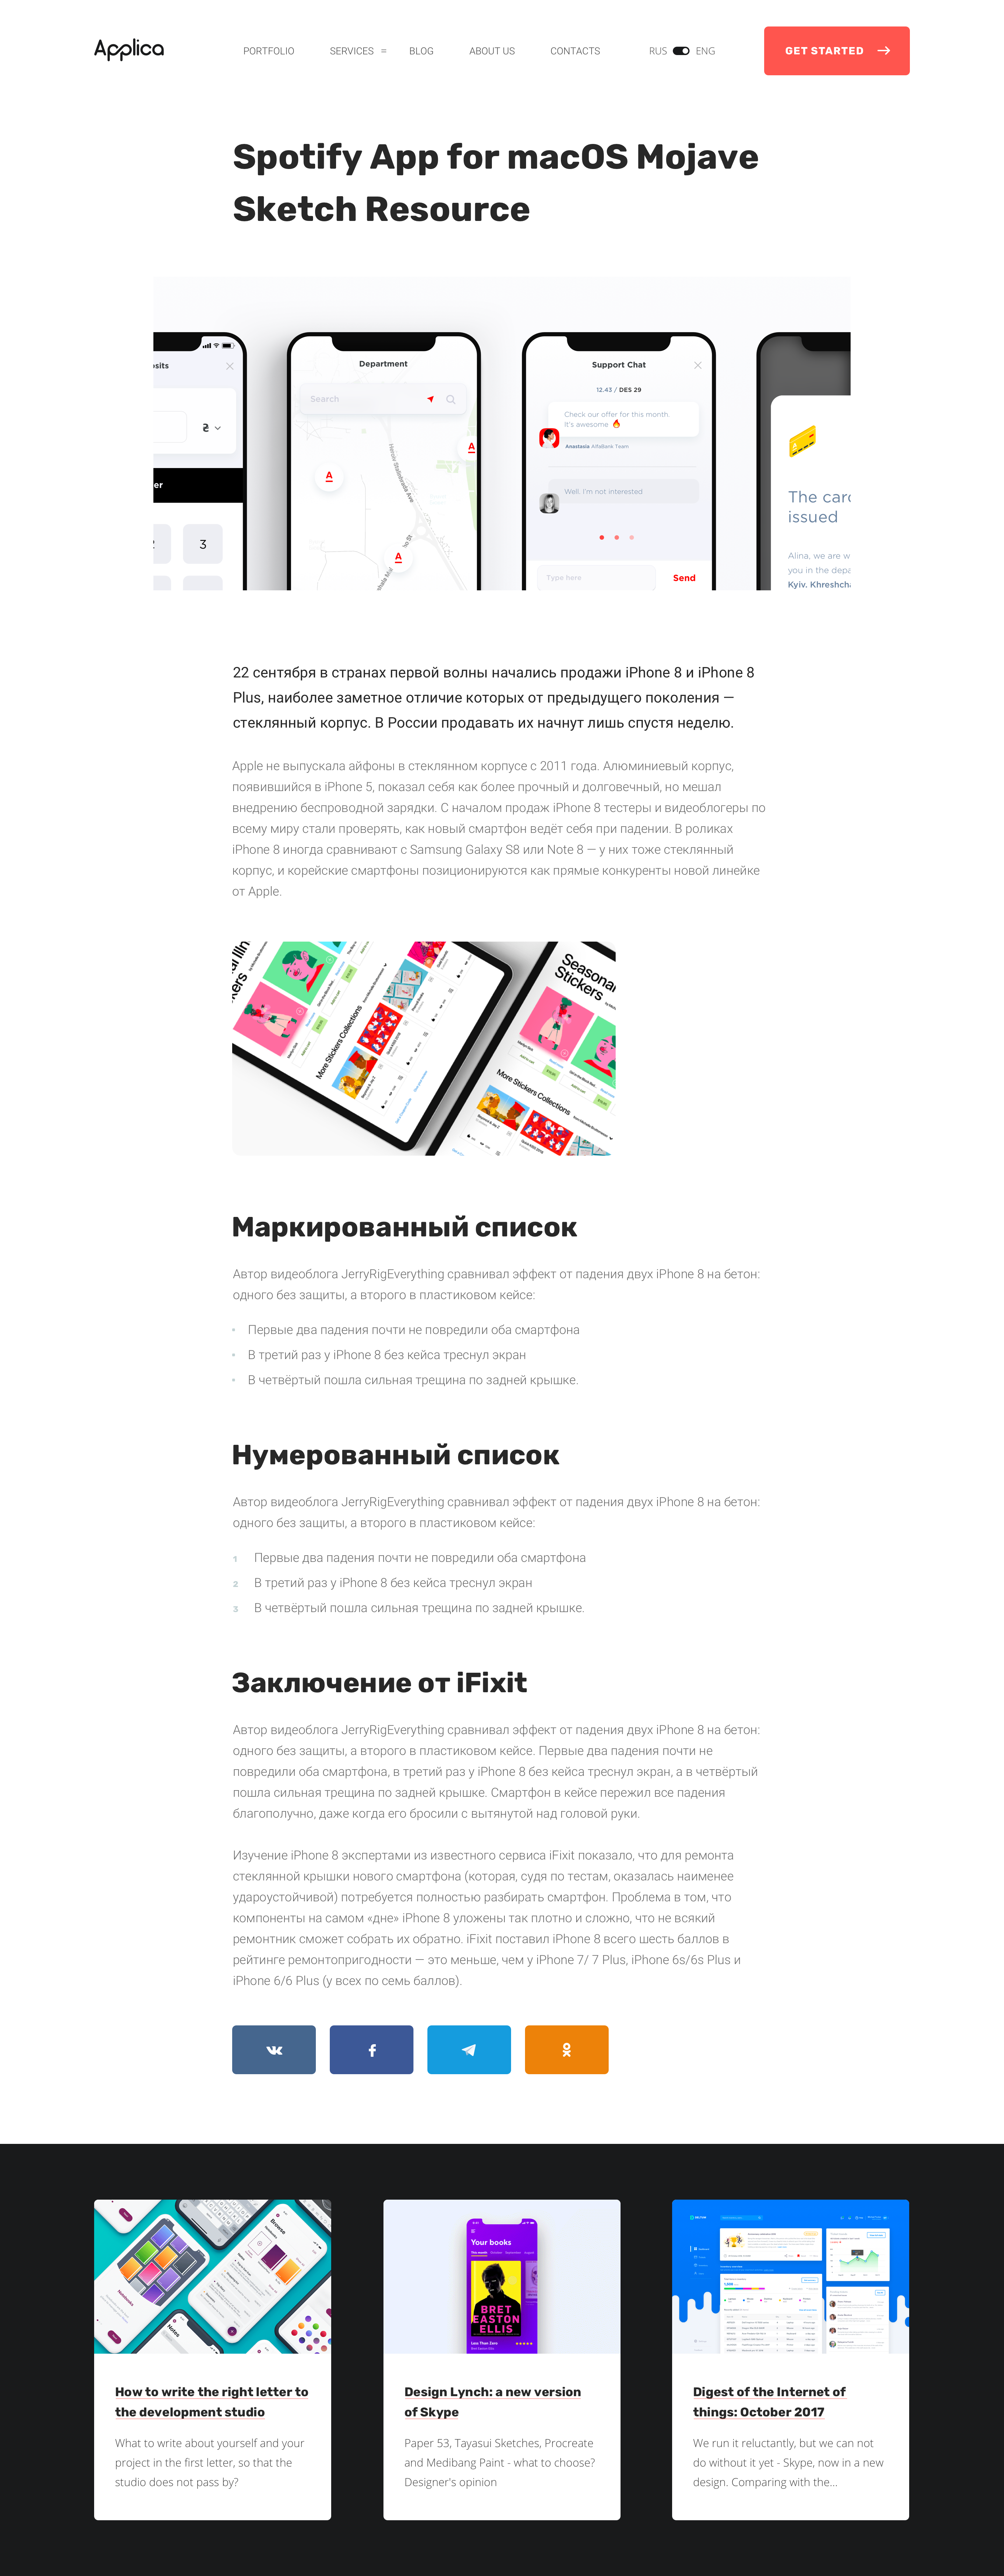 Applica
PORTFOLIO
SERVICES
BLOG
ABOUT US
CONTACTS
RUS
ENG
GET STARTED
Spotify App for macOS Mojave
Sketch Resource
Department
Search
A
A
A
Support Chat
12.43 / DES 29
Check our offer for this month.
It's awesome
Anastasia AlfaBank Team
Well, I'm not interested
Type here
Send
3
The card
issued
Alina, we are w
you in the depa
Kyiv. Khreshcha
22 сентября в странах первой волны начались продажи iPhone 8 и iPhone 8
Plus, наиболее заметное отличие которых от предыдущего поколения —
стеклянный корпус. В России продавать их начнут лишь спустя неделю.
Apple не выпускала айфоны в стеклянном корпусе с 2011 года. Алюминиевый корпус,
появившийся в iPhone 5, показал себя как более прочный и долговечный, но мешал
внедрению беспроводной зарядки. С началом продаж iPhone 8 тестеры и видеоблогеры по
всему миру стали проверять, как новый смартфон ведёт себя при падении. В роликах
iPhone 8 иногда сравнивают с Samsung Galaxy S8 или Note 8 — у них тоже стеклянный
корпус, и корейские смартфоны позиционируются как прямые конкуренты новой линейке
от Apple.
More Stickers Collections
Seasonal
Stickers
More Stickers Collections
Маркированный список
Автор видеоблога JerryRigEverything сравнивал эффект от падения двух iPhone 8 на бетон:
одного без защиты, а второго в пластиковом кейсе:
Первые два падения почти не повредили оба смартфона
В третий раз у iPhone 8 без кейса треснул экран
В четвёртый пошла сильная трещина по задней крышке.
Нумерованный список
Автор видеоблога JerryRigEverything сравнивал эффект от падения двух iPhone 8 на бетон:
одного без защиты, а второго в пластиковом кейсе:
1 Первые два падения почти не повредили оба смартфона
2 В третий раз у iPhone 8 без кейса треснул экран
3 В четвёртый пошла сильная трещина по задней крышке.
Заключение от iFixit
Автор видеоблога JerryRigEverything сравнивал эффект от падения двух iPhone 8 на бетон:
одного без защиты, а второго в пластиковом кейсе. Первые два падения почти не
повредили оба смартфона, в третий раз у iPhone 8 без кейса треснул экран, а в четвёртый
пошла сильная трещина по задней крышке. Смартфон в кейсе пережил все падения
благополучно, даже когда его бросили с вытянутой над головой руки.
Изучение iPhone 8 экспертами из известного сервиса iFixit показало, что для ремонта
стеклянной крышки нового смартфона (которая, судя по тестам, оказалась наименее
удароустойчивой) потребуется полностью разбирать смартфон. Проблема в том, что
компоненты на самом «дне» iPhone 8 уложены так плотно и сложно, что не всякий
ремонтник сможет собрать их обратно. iFixit поставил iPhone 8 всего шесть баллов в
рейтинге ремонтопригодности — это меньше, чем у iPhone 7/ 7 Plus, iPhone 6s/6s Plus и
iPhone 6/6 Plus (у всех по семь баллов).
Browse
Notes
Your books
BRET
EASTON
ELLIS
Less Than Zero
Bret Easton Ellis
How to write the right letter to
the development studio
What to write about yourself and your
project in the first letter, so that the
studio does not pass by?
Design Lynch: a new version
of Skype
Paper 53, Tayasui Sketches, Procreate
and Medibang Paint - what to choose?
Designer's opinion
Digest of the Internet of
things: October 2017
We run it reluctantly, but we can not
do without it yet - Skype, now in a new
design. Comparing with the...